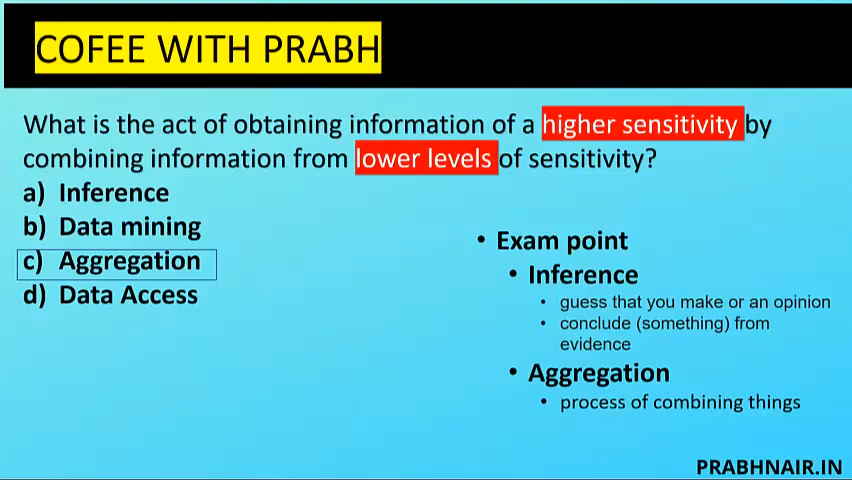 COFEE WITH PRABH
What is the act of obtaining information of a higher sensitivity by
combining information from lower levels of sensitivity?
a) Inference
b) Data mining
c) Aggregation
d) Data Access
• Exam point
• Inference
• guess that you make or an opinion
• conclude (something) from
evidence
• Aggregation
• process of combining things
PRABHNAIR.IN